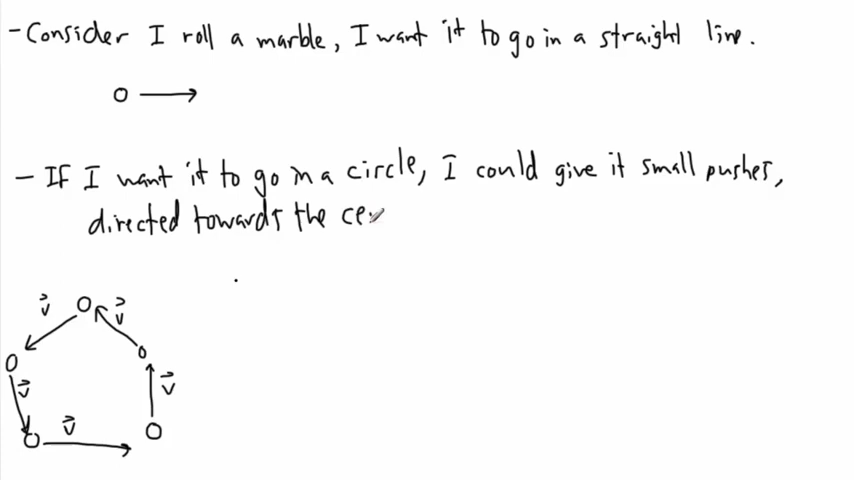 - Consider I roll a marble, I want it to go in a straight line.
- If I want it to go in a circle, I could give it small pushes,
directed towards the ce
v⃗
v⃗
v⃗
v⃗
v⃗